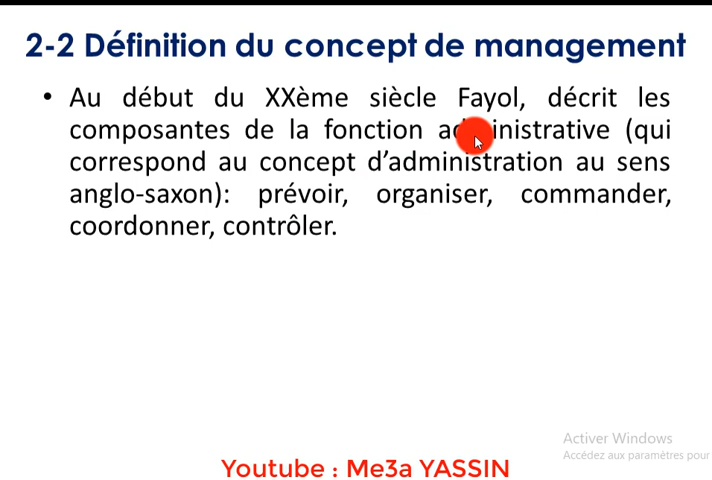 2-2 Définition du concept de management
• Au début du XXème siècle Fayol, décrit les
composantes de la fonction administrative (qui
correspond au concept d’administration au sens
anglo-saxon): prévoir, organiser, commander,
coordonner, contrôler.
Activer Windows
Accédez aux paramètres pour
Youtube : Me3a YASSIN